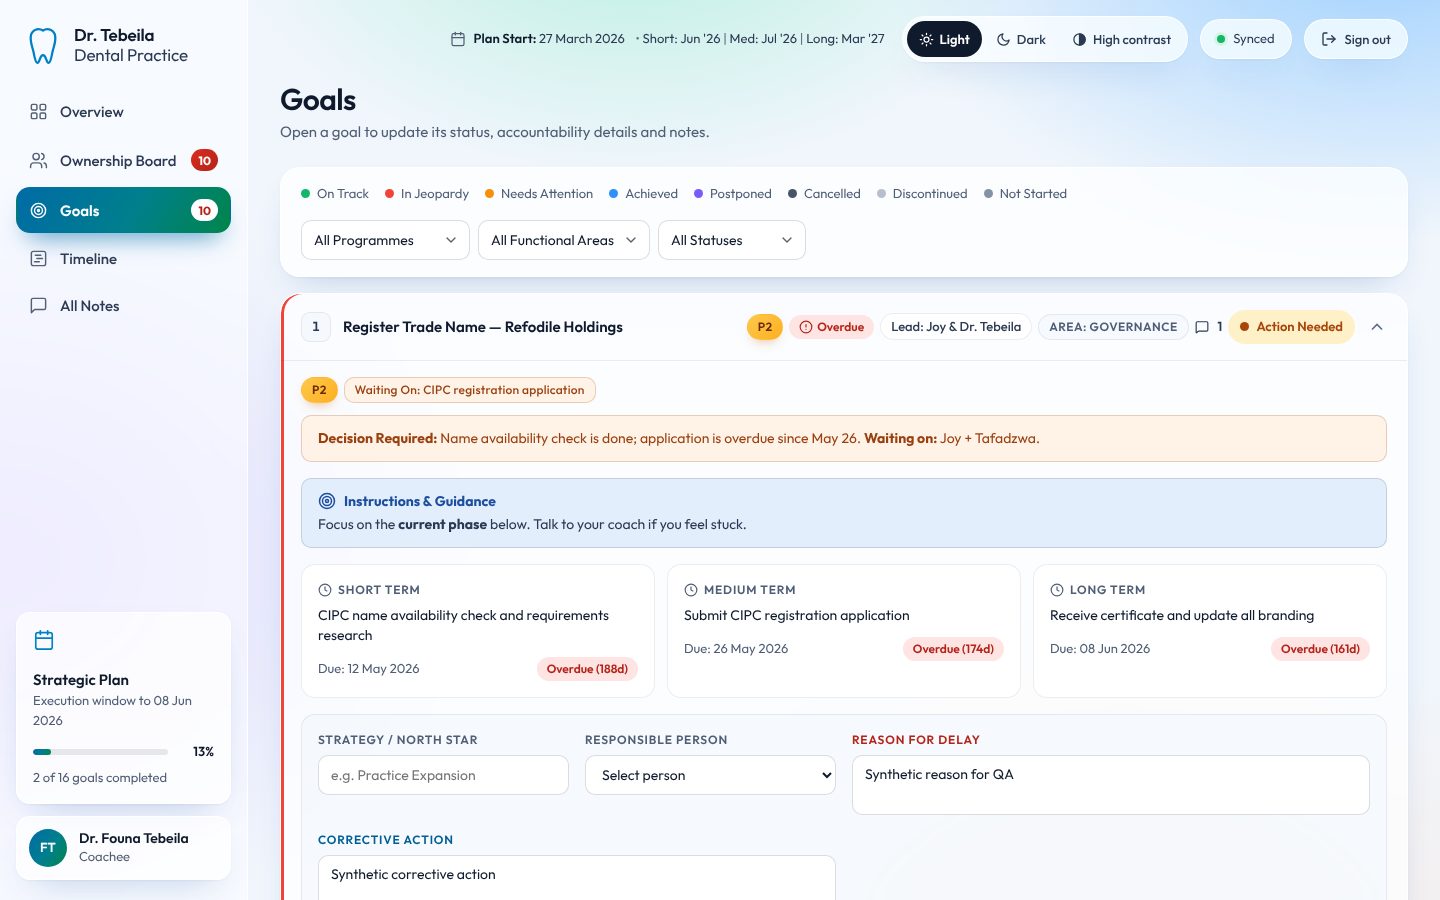 Dr. Tebeila
Dental Practice
Overview
Ownership Board 10
Goals 10
Timeline
All Notes
Strategic Plan
Execution window to 08 Jun
2026
13%
2 of 16 goals completed
FT
Dr. Founa Tebeila
Coachee
Plan Start: 27 March 2026 • Short: Jun '26 | Med: Jul '26 | Long: Mar '27
Light Dark High contrast
Synced
Sign out
Goals
Open a goal to update its status, accountability details and notes.
On Track In Jeopardy Needs Attention Achieved Postponed Cancelled Discontinued Not Started
All Programmes All Functional Areas All Statuses
1 Register Trade Name — Refodile Holdings P2 Overdue Lead: Joy & Dr. Tebeila AREA: GOVERNANCE 1 Action Needed
P2 Waiting On: CIPC registration application
Decision Required: Name availability check is done; application is overdue since May 26. Waiting on: Joy + Tafadzwa.
Instructions & Guidance
Focus on the current phase below. Talk to your coach if you feel stuck.
SHORT TERM
CIPC name availability check and requirements
research
Due: 12 May 2026 Overdue (188d)
MEDIUM TERM
Submit CIPC registration application
Due: 26 May 2026 Overdue (174d)
LONG TERM
Receive certificate and update all branding
Due: 08 Jun 2026 Overdue (161d)
STRATEGY / NORTH STAR
e.g. Practice Expansion
RESPONSIBLE PERSON
Select person
REASON FOR DELAY
Synthetic reason for QA
CORRECTIVE ACTION
Synthetic corrective action